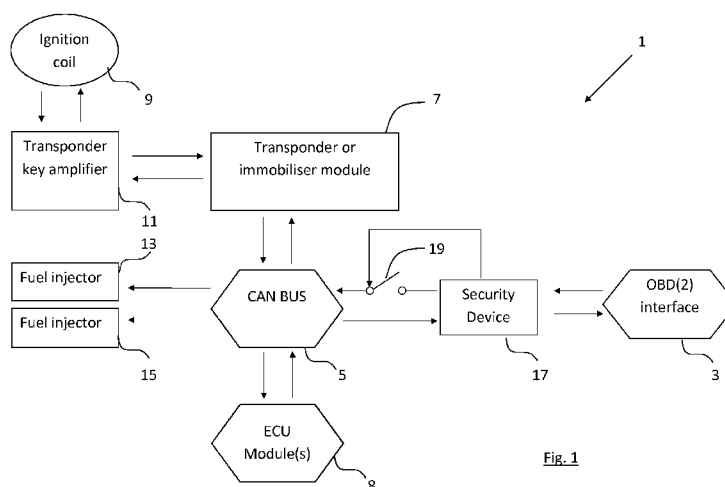 Ignition
coil
9
1
7
Transponder
key amplifier
Transponder or
immobiliser module
11
13
19
Fuel injector
CAN BUS
Security
Device
OBD(2)
interface
Fuel injector
15
5
17
3
ECU
Module(s)
8
Fig. 1